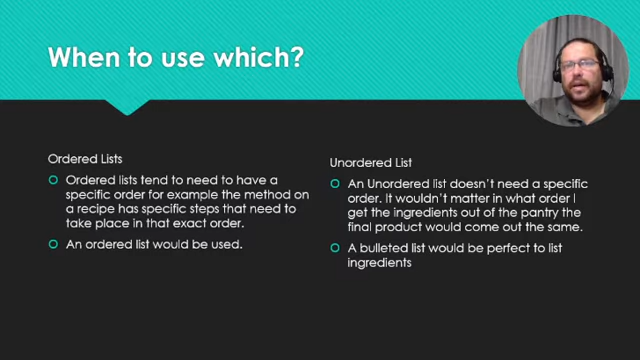 When to use which?
Ordered Lists
Ordered lists tend to need to have a
specific order for example the method on
a recipe has specific steps that need to
take place in that exact order.
An ordered list would be used.
Unordered List
An Unordered list doesn't need a specific
order. It wouldn't matter in what order I
get the ingredients out of the pantry the
final product would come out the same.
A bulleted list would be perfect to list
ingredients